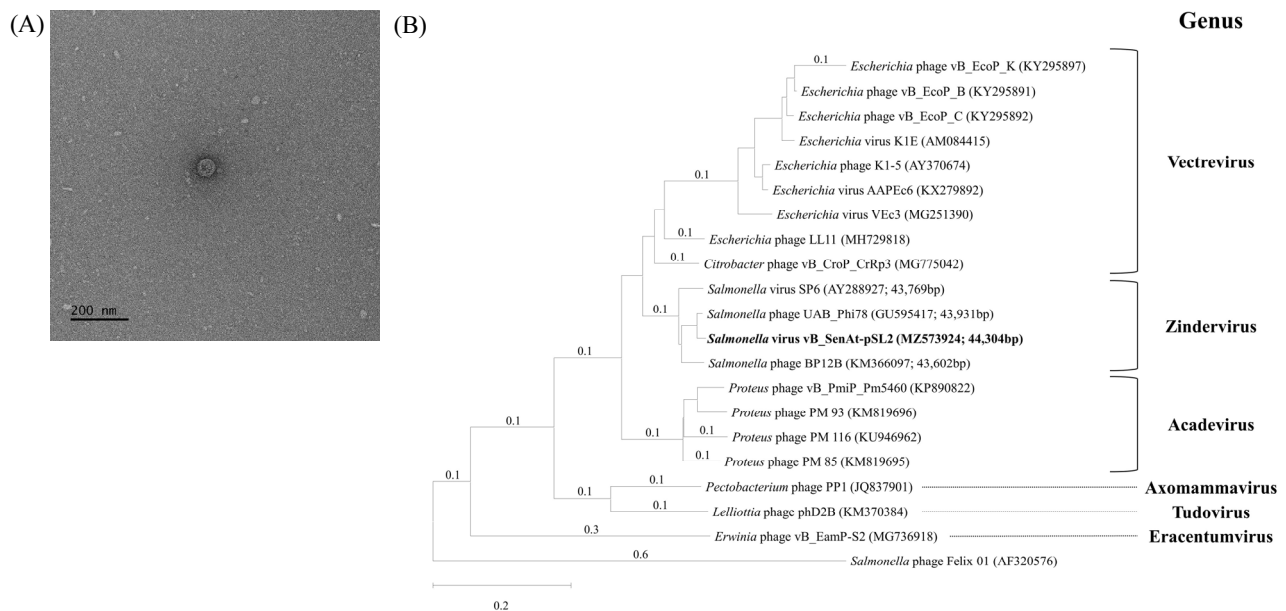 (A)
200 nm
(B)
Genus
0.1
Escherichia phage vB_EcoP_K (KY295897)
Escherichia phage vB_EcoP_B (KY295891)
Escherichia phage vB_EcoP_C (KY295892)
Escherichia virus K1E (AM084415)
Escherichia phage K1-5 (AY370674)
0.1
Escherichia virus AAPEc6 (KX279892)
Escherichia virus VEc3 (MG251390)
Vectrevirus
0.1
Escherichia phage LL11 (MH729818)
0.1
Citrobacter phage vB_CroP_CrRp3 (MG775042)
Salmonella virus SP6 (AY288927; 43,769bp)
0.1
Salmonella phage UAB_Phi78 (GU595417; 43,931bp)
Salmonella virus vB_SenAt-pSL2 (MZ573924; 44,304bp)
Salmonella phage BP12B (KM366097; 43,602bp)
Zindervirus
0.1
Proteus phage vB_PmiP_Pm5460 (KP890822)
Proteus phage PM 93 (KM819696)
0.1
0.1
Proteus phage PM 116 (KU946962)
0.1
Proteus phage PM 85 (KM819695)
Acadevirus
0.1
0.1
0.1
Pectobacterium phage PP1 (JQ837901)
Axomammavirus
0.1
0.1
Lelliottia phage phD2B (KM370384)
Tudovirus
0.3
Erwinia phage vB_EamP-S2 (MG736918)
Eracentumvirus
0.6
Salmonella phage Felix 01 (AF320576)
0.2